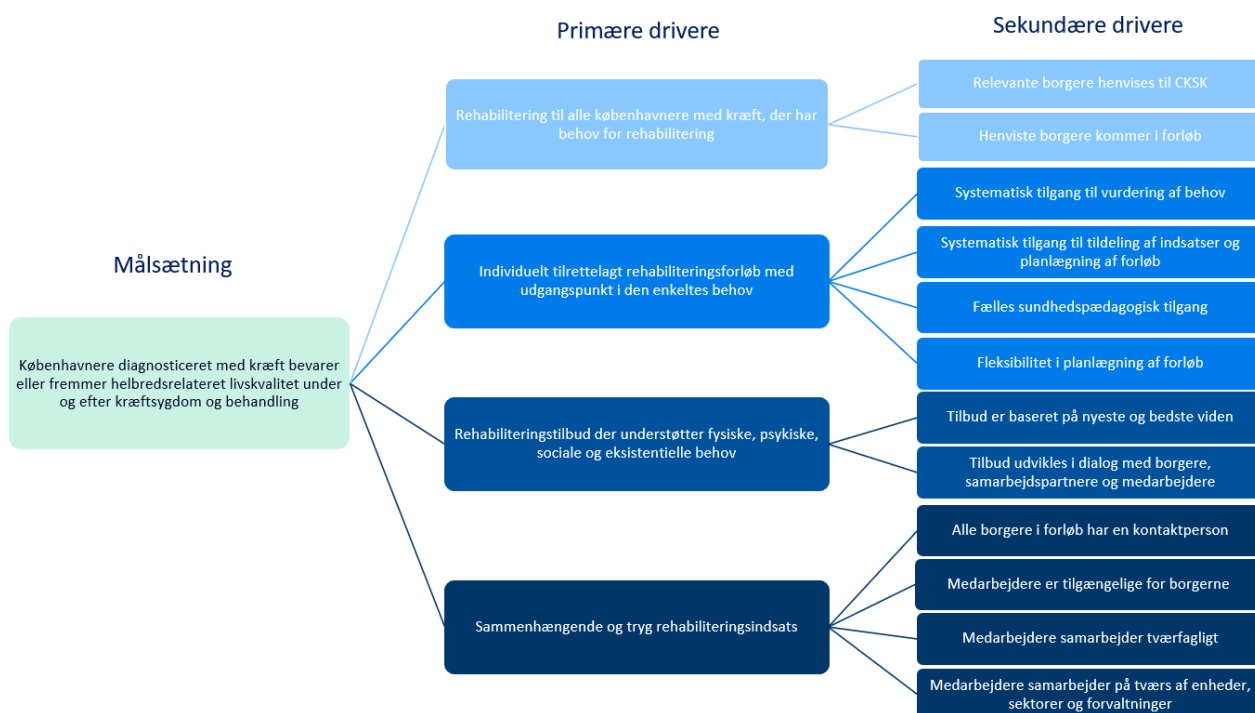 Primære drivere
Sekundære drivere
Målsætning
Københavnere diagnosticeret med kræft bevarer
eller fremmer helbredsrelateret livskvalitet under
og efter kræftsygdom og behandling
Rehabilitering til alle københavnere med kræft, der har
behov for rehabilitering
Relevante borgere henvises til CKSK
Henviste borgere kommer i forløb
Individuelt tilrettelagt rehabiliteringsforløb med
udgangspunkt i den enkeltes behov
Systematisk tilgang til vurdering af behov
Systematisk tilgang til tildeling af indsatser og
planlægning af forløb
Fælles sundhedspædagogisk tilgang
Fleksibilitet i planlægning af forløb
Rehabiliteringstilbud der understøtter fysiske, psykiske,
sociale og eksistentielle behov
Tilbud er baseret på nyeste og bedste viden
Tilbud udvikles i dialog med borgere,
samarbejdspartnere og medarbejdere
Sammenhængende og tryg rehabiliteringsindsats
Alle borgere i forløb har en kontaktperson
Medarbejdere er tilgængelige for borgerne
Medarbejdere samarbejder tværfagligt
Medarbejdere samarbejder på tværs af enheder,
sektorer og forvaltninger